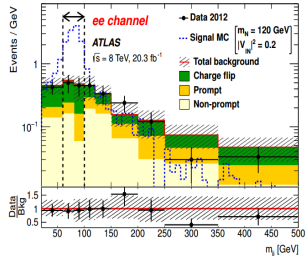 ee channel
Data 2012
Signal MC
m_N = 120 GeV
|V_IN|² = 0.2
ATLAS
√s = 8 TeV, 20.3 fb⁻¹
Total background
Charge flip
Prompt
Non-prompt
Events / GeV
1
10⁻¹
Data
Bkg
1.5
1
0.5
0 50 100 150 200 250 300 350 400 450 500
m_jj [GeV]